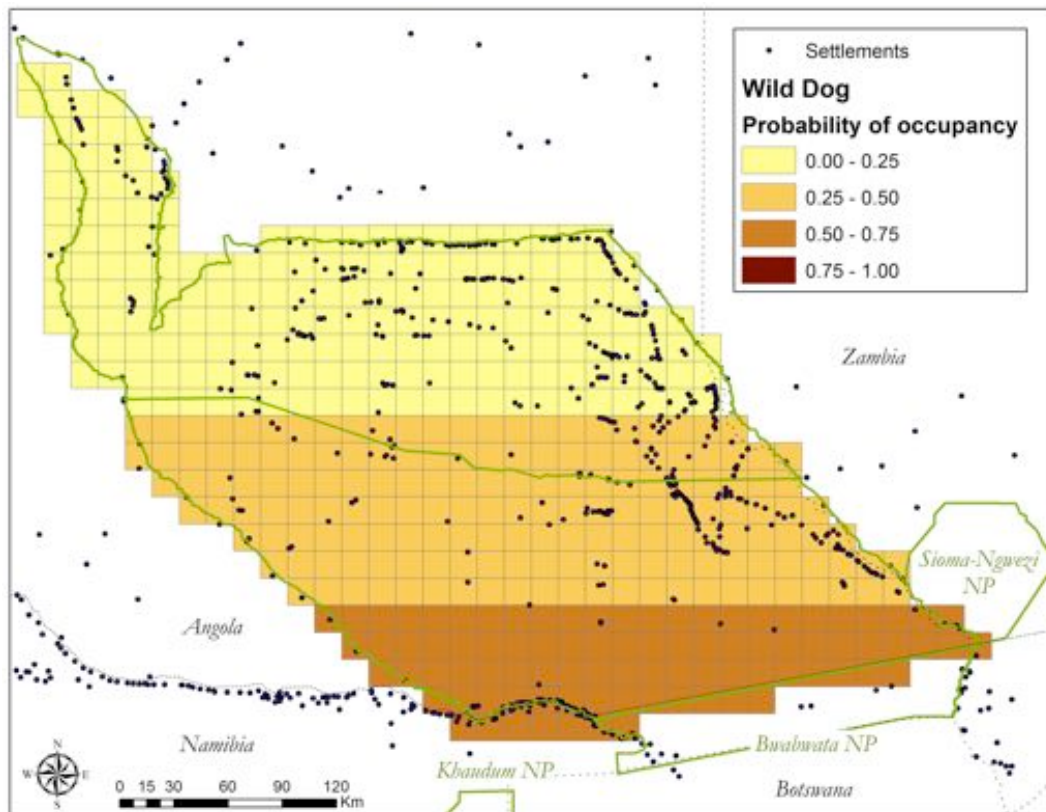 Settlements
Wild Dog
Probability of occupancy
0.00 - 0.25
0.25 - 0.50
0.50 - 0.75
0.75 - 1.00
Zambia
Sioma-Ngwezi
NP
Angola
Namibia
Khaudum NP
Bwabwata NP
Botswana
N
W E
S
0 15 30 60 90 120
Km